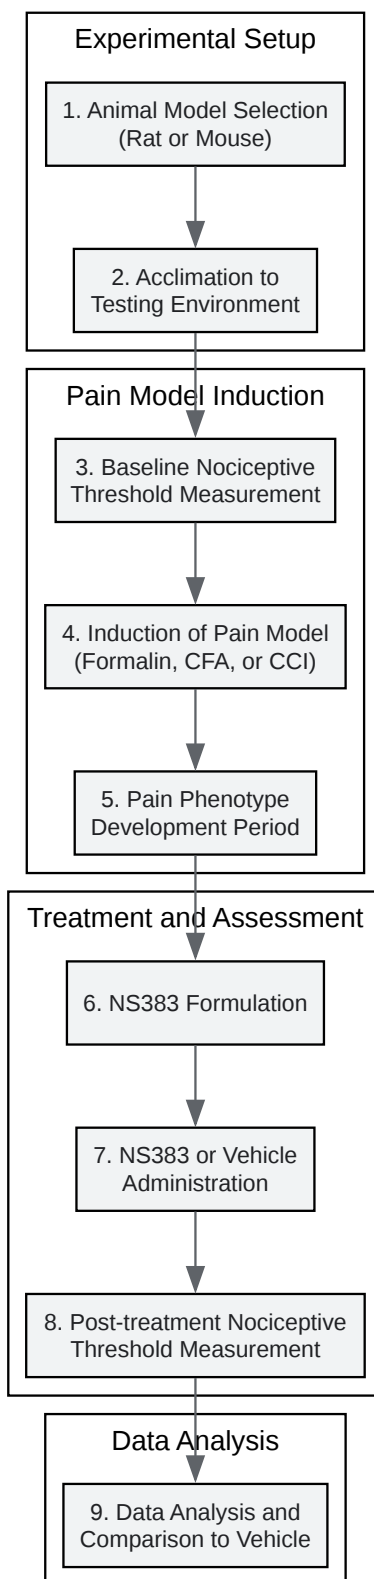 Experimental Setup
1. Animal Model Selection
(Rat or Mouse)
2. Acclimation to
Testing Environment
Pain Model Induction
3. Baseline Nociceptive
Threshold Measurement
4. Induction of Pain Model
(Formalin, CFA, or CCI)
5. Pain Phenotype
Development Period
Treatment and Assessment
6. NS383 Formulation
7. NS383 or Vehicle
Administration
8. Post-treatment Nociceptive
Threshold Measurement
Data Analysis
9. Data Analysis and
Comparison to Vehicle